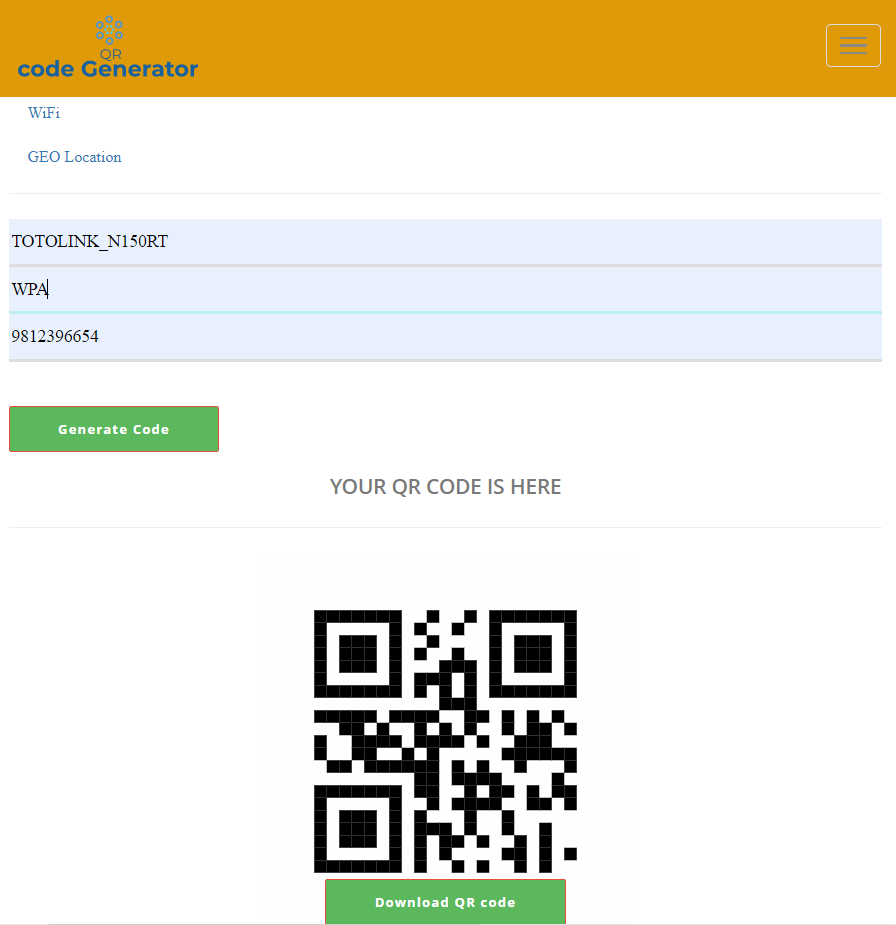 QR
code Generator
WiFi
GEO Location
TOTOLINK_N150RT
WPA
9812396654
Generate Code
YOUR QR CODE IS HERE
Download QR code